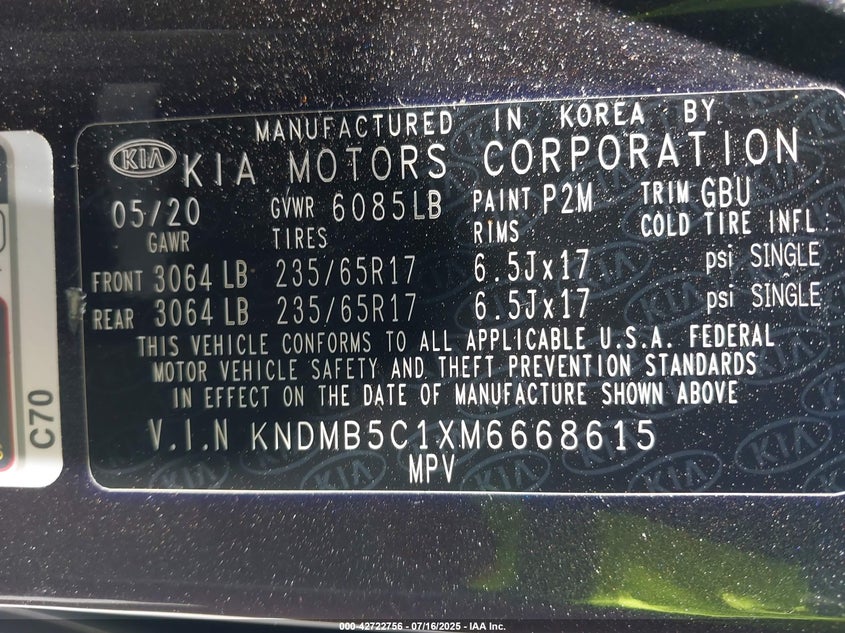 MANUFACTURED IN KOREA BY
KIA KIA MOTORS CORPORATION
05/20 GVWR 6085LB PAINT P2M TRIM GBU
GAWR TIRES RIMS COLD TIRE INFL
FRONT 3064 LB 235/65R17 6.5Jx17 psi SINGLE
REAR 3064 LB 235/65R17 6.5Jx17 psi SINGLE
THIS VEHICLE CONFORMS TO ALL APPLICABLE U.S.A. FEDERAL
MOTOR VEHICLE SAFETY AND THEFT PREVENTION STANDARDS
IN EFFECT ON THE DATE OF MANUFACTURE SHOWN ABOVE
V.I.N KNDMB5C1XM6668615
MPV
C70
000-42722756 - 07/16/2025 - IAA Inc.